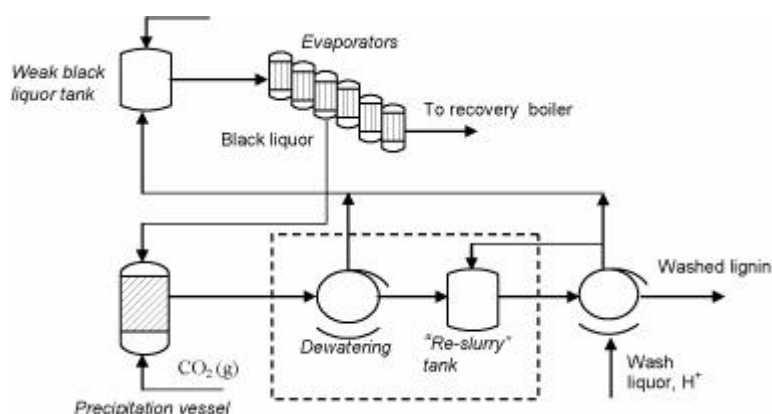 Evaporators
Weak black
liquor tank
To recovery boiler
Black liquor
Washed lignin
Dewatering
"Re-slurry"
tank
CO₂(g)
Wash
liquor, H⁺
Precipitation vessel